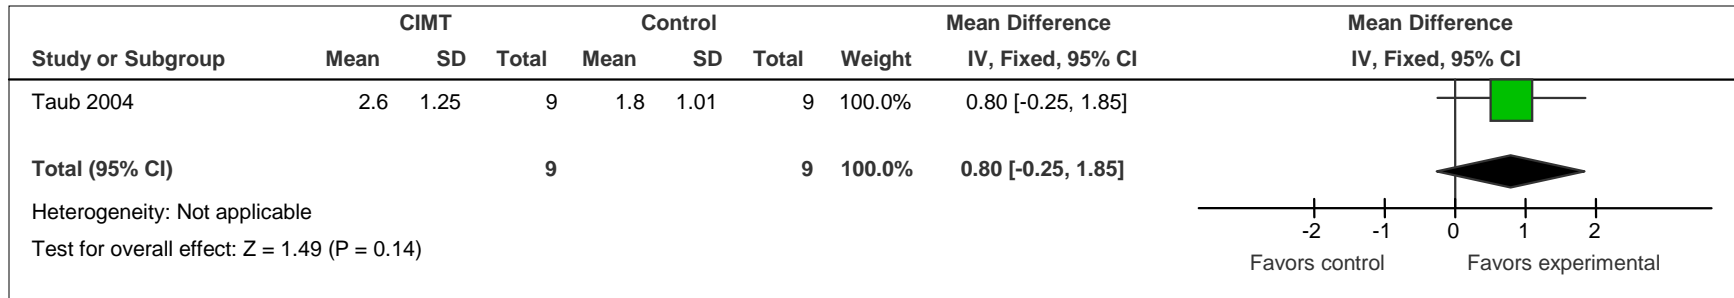 CIMT Control Mean Difference Mean Difference
Study or Subgroup Mean SD Total Mean SD Total Weight IV, Fixed, 95% CI IV, Fixed, 95% CI
Taub 2004 2.6 1.25 9 1.8 1.01 9 100.0% 0.80 [-0.25, 1.85]
Total (95% CI) 9 9 100.0% 0.80 [-0.25, 1.85]
Heterogeneity: Not applicable
Test for overall effect: Z = 1.49 (P = 0.14)
-2 -1 0 1 2
Favors control Favors experimental